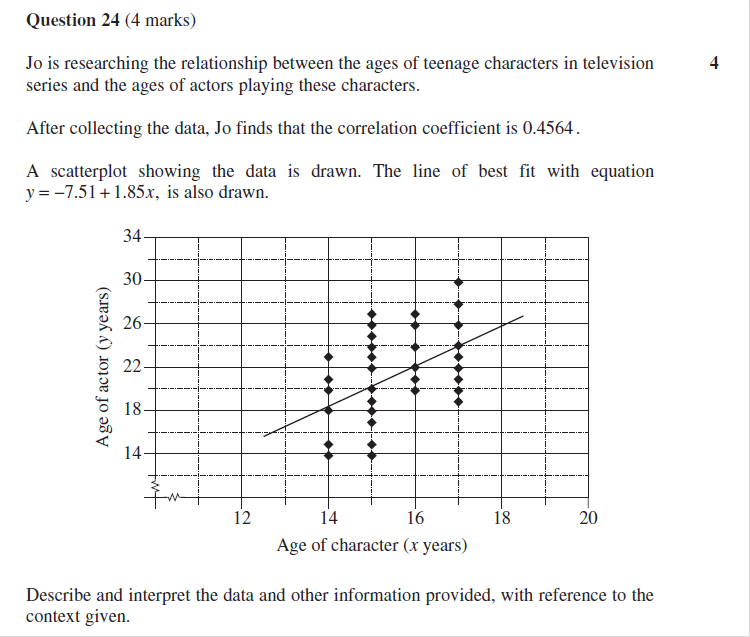 Question 24 (4 marks)
Jo is researching the relationship between the ages of teenage characters in television 4
series and the ages of actors playing these characters.
After collecting the data, Jo finds that the correlation coefficient is 0.4564.
A scatterplot showing the data is drawn. The line of best fit with equation
y = −7.51 + 1.85x, is also drawn.
34
30
26
22
18
14
Age of actor (y years)
12 14 16 18 20
Age of character (x years)
Describe and interpret the data and other information provided, with reference to the
context given.